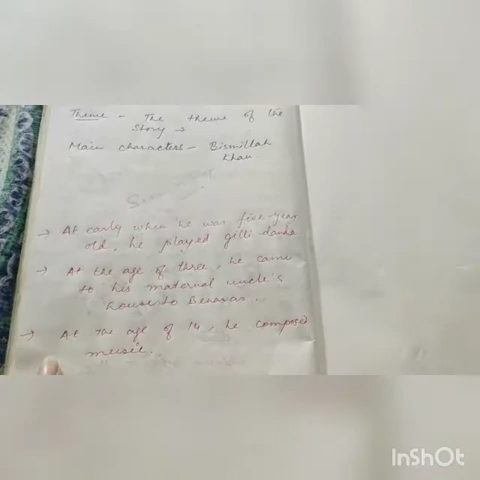 Theme - The theme of the
story →
Main characters - Bismillah
Khan
→ At early when he was five-year
old, he played gilli-danda
→ At the age of three, he came
to his maternal uncle's
house to Benaras..
→ At the age of 14, he composed
music.
InShOt